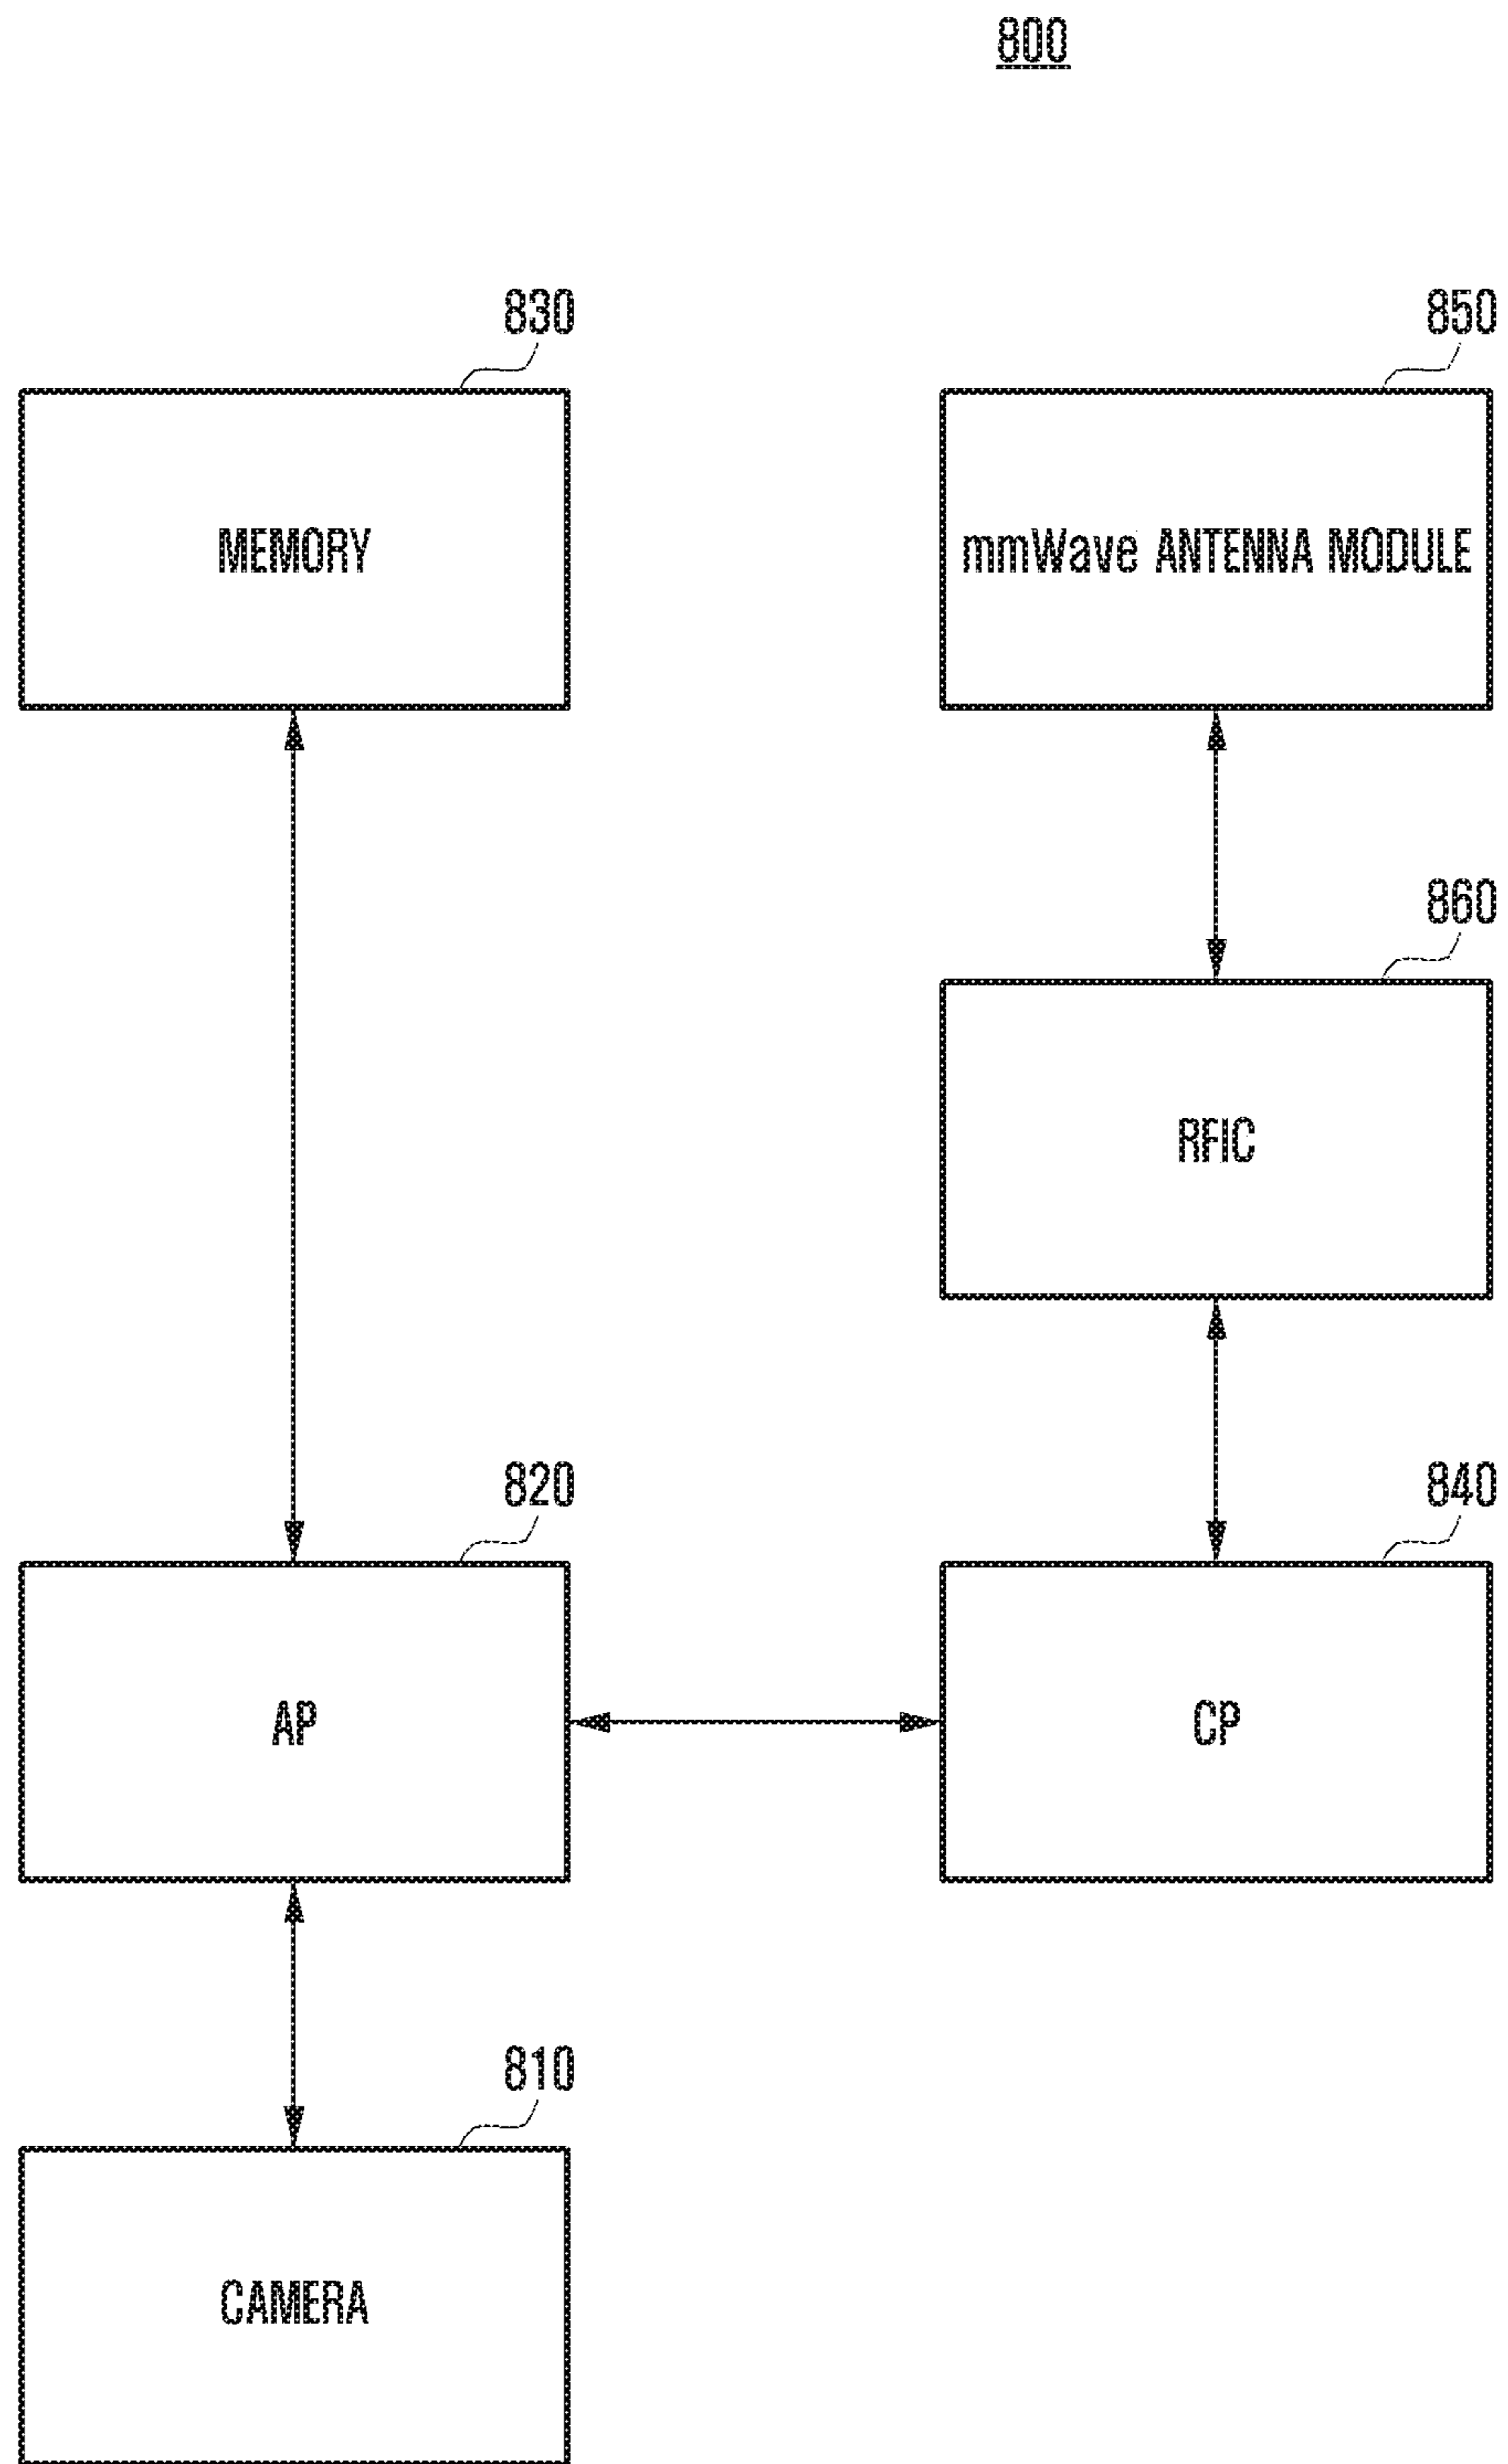 800
830
850
MEMORY
mmWave ANTENNA MODULE
860
RFIC
820
840
AP
CP
810
CAMERA